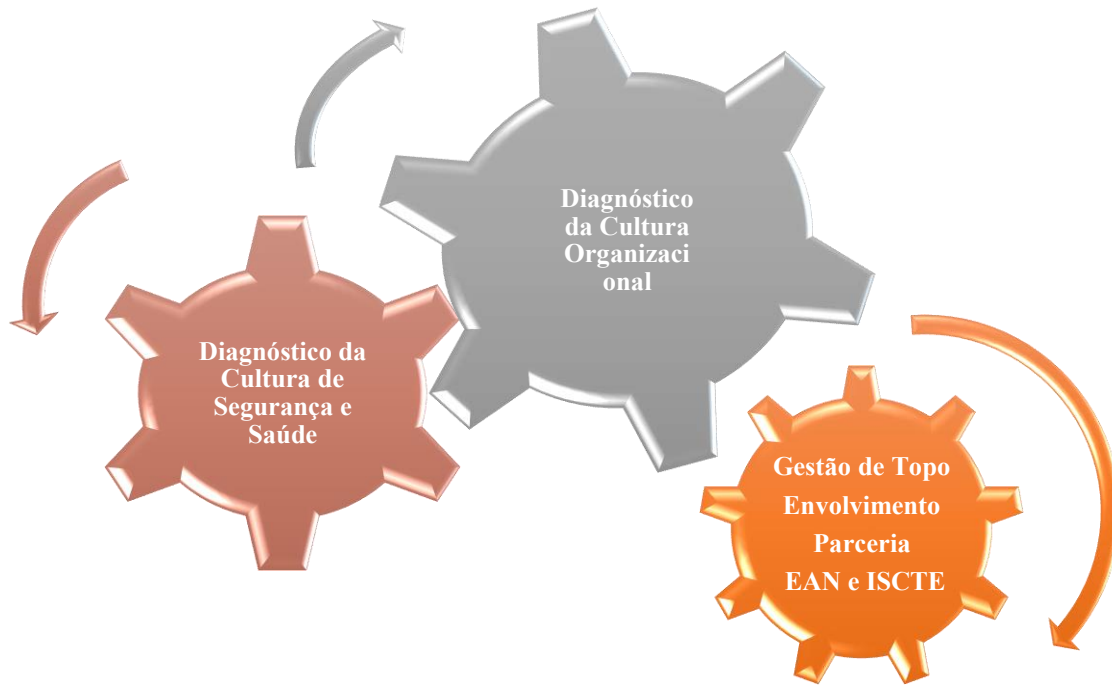 Diagnóstico
da Cultura
Organizaci
onal
Diagnóstico da
Cultura de
Segurança e
Saúde
Gestão de Topo
Envolvimento
Parceria
EAN e ISCTE